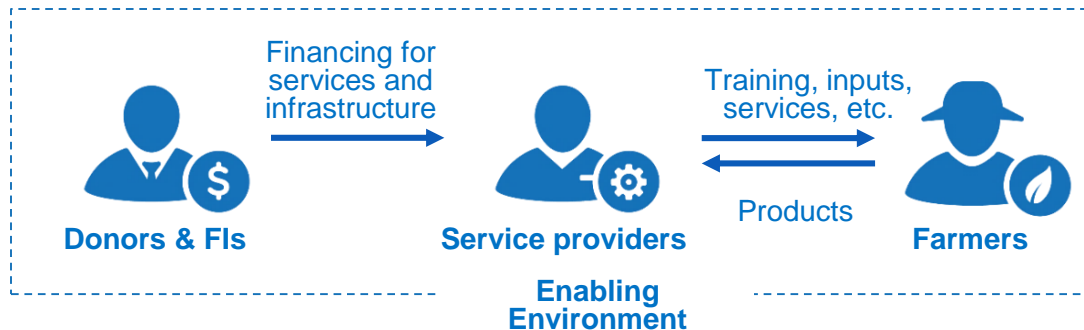 Financing for
services and
infrastructure
Training, inputs,
services, etc.
$
Products
Donors & FIs
Service providers
Farmers
Enabling
Environment